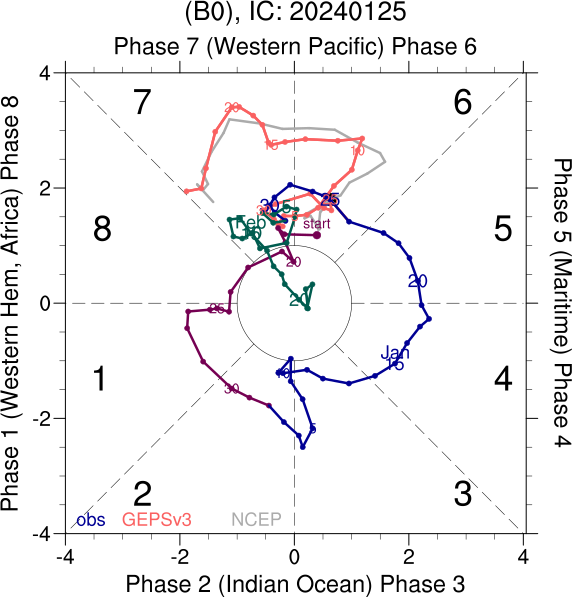 (B0), IC: 20240125
Phase 7 (Western Pacific) Phase 6
Phase 1 (Western Hem, Africa) Phase 8
Phase 5 (Maritime) Phase 4
4
2
0
-2
-4
7
6
8
5
1
4
2
3
20
15
10
30
25
5
Feb
10
start
20
25
20
20
Jan
15
10
30
5
obs GEPSv3 NCEP
-4 -2 0 2 4
Phase 2 (Indian Ocean) Phase 3